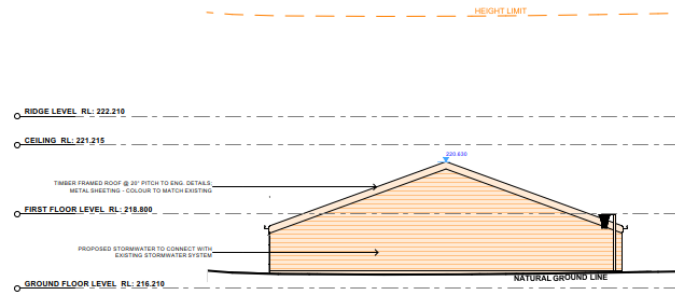 HEIGHT LIMIT
RIDGE LEVEL RL: 222.210
CEILING RL: 221.215
220.630
TIMBER FRAMED ROOF @ 20° PITCH TO ENG. DETAILS;
METAL SHEETING - COLOUR TO MATCH EXISTING
FIRST FLOOR LEVEL RL: 218.800
PROPOSED STORMWATER TO CONNECT WITH
EXISTING STORMWATER SYSTEM
NATURAL GROUND LINE
GROUND FLOOR LEVEL RL: 216.210